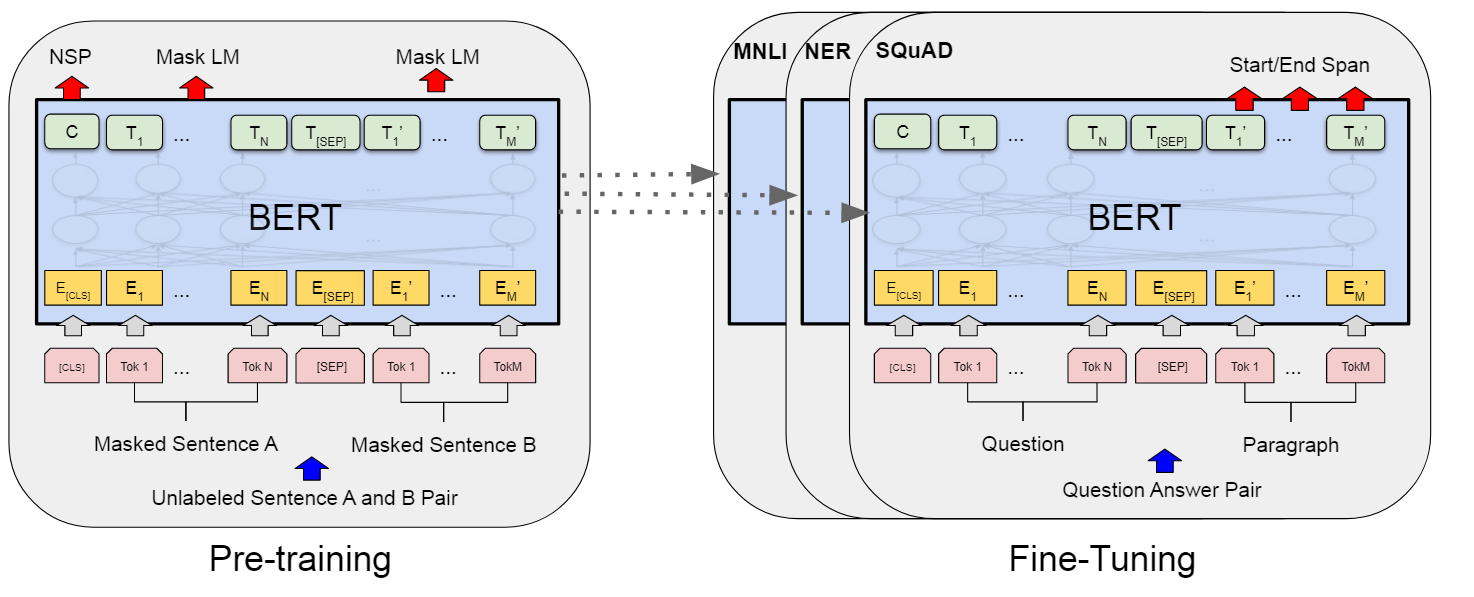 NSP Mask LM Mask LM
C T1 ... TN T[SEP] T1’ ... TM’
... 
BERT
...
E[CLS] E1 ... EN E[SEP] E1’ ... EM’
[CLS] Tok 1 ... Tok N [SEP] Tok 1 ... TokM
Masked Sentence A Masked Sentence B
Unlabeled Sentence A and B Pair
Pre-training
MNLI NER SQuAD
Start/End Span
C T1 ... TN T[SEP] T1’ ... TM’
...
BERT
...
E[CLS] E1 ... EN E[SEP] E1’ ... EM’
[CLS] Tok 1 ... Tok N [SEP] Tok 1 ... TokM
Question Paragraph
Question Answer Pair
Fine-Tuning